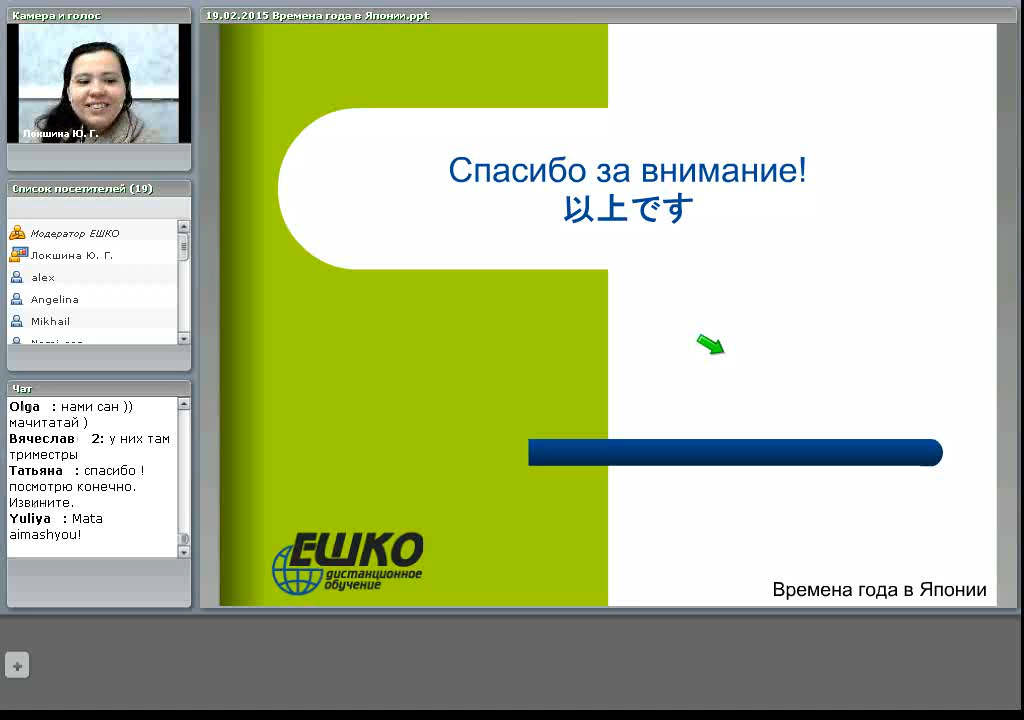 Камера и голос
Локшина Ю. Г.
Список посетителей (19)
Модератор ЕШКО
Локшина Ю. Г.
alex
Angelina
Mikhail
Чат
Olga : нами сан ))
мачитатай )
Вячеслав 2: у них там
триместры
Татьяна : спасибо !
посмотрю конечно.
Извините.
Yuliya : Mata
aimashyou!
19.02.2015 Времена года в Японии.ppt
Спасибо за внимание!
以上です
ЕШКО
дистанционное
обучение
Времена года в Японии